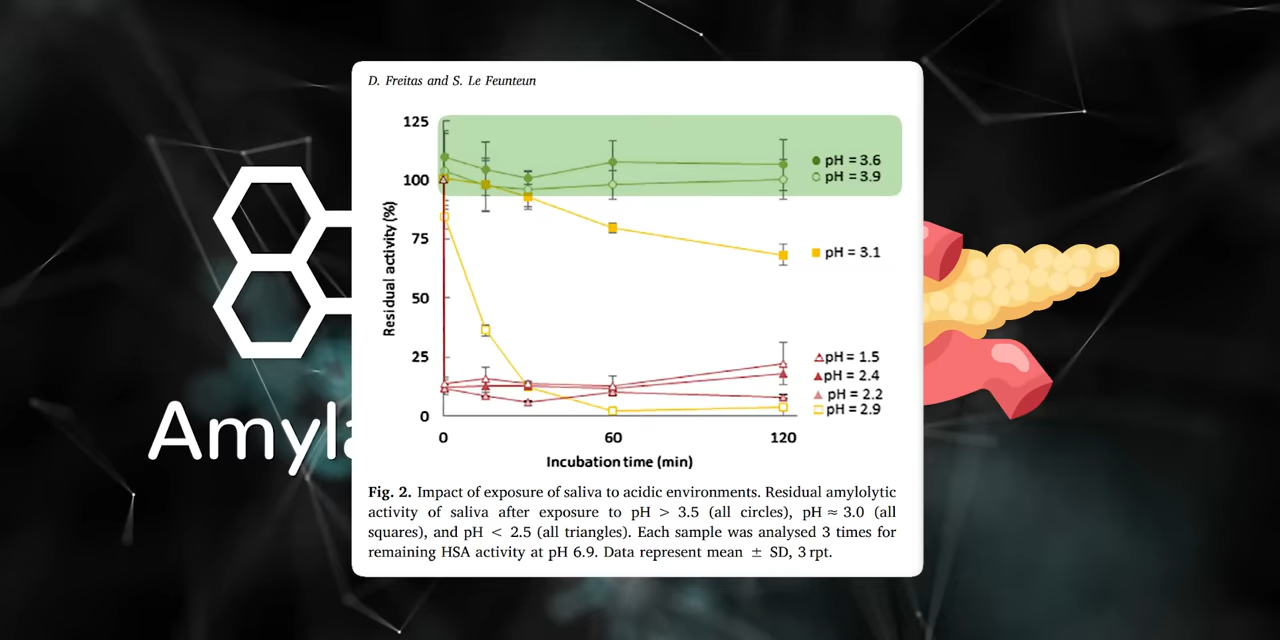 D. Freitas and S. Le Feunteun
125
100
75
50
25
0
Residual activity (%)
0 60 120
Incubation time (min)
pH = 3.6
pH = 3.9
pH = 3.1
pH = 1.5
pH = 2.4
pH = 2.2
pH = 2.9
Fig. 2. Impact of exposure of saliva to acidic environments. Residual amylolytic
activity of saliva after exposure to pH > 3.5 (all circles), pH ≈ 3.0 (all
squares), and pH < 2.5 (all triangles). Each sample was analysed 3 times for
remaining HSA activity at pH 6.9. Data represent mean ± SD, 3 rpt.
Amyla